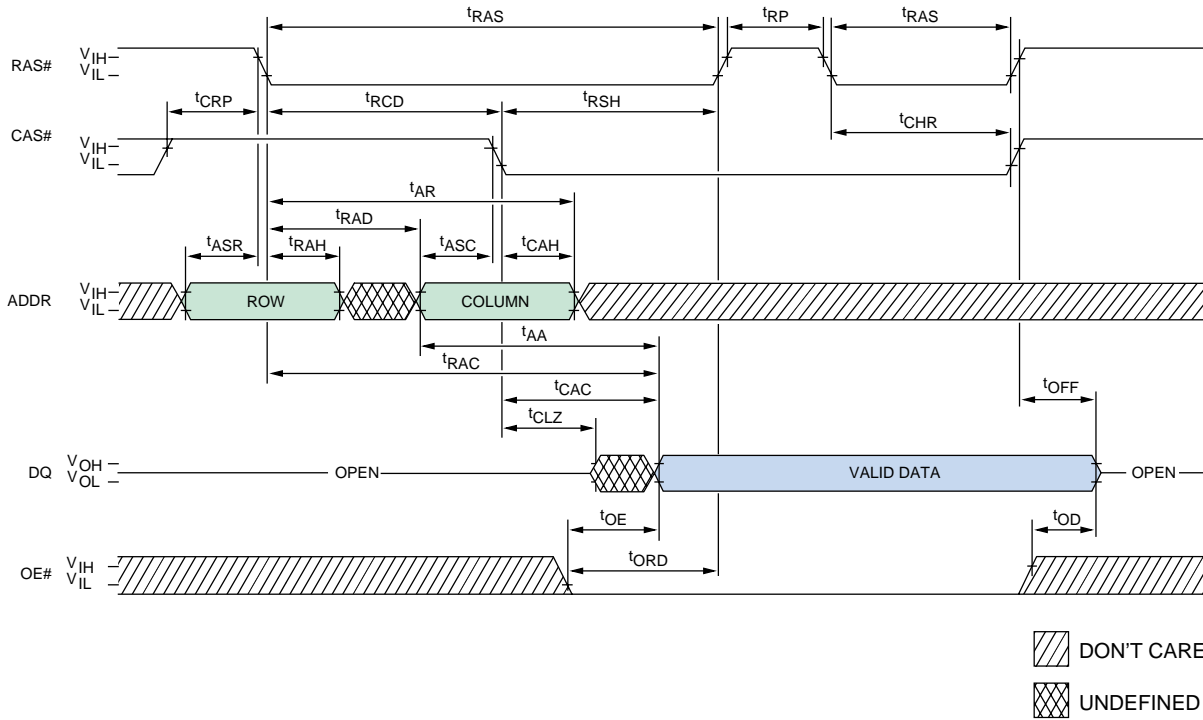 tRAS tRP tRAS
RAS# VIH
VIL
tCRP tRCD tRSH
CAS# VIH
VIL
tCHR
tAR
tRAD
tASR tRAH tASC tCAH
ADDR VIH
VIL
ROW COLUMN
tAA
tRAC
tCAC tOFF
tCLZ
DQ VOH
VOL
OPEN VALID DATA OPEN
tOE tOD
tORD
OE# VIH
VIL
DON'T CARE
UNDEFINED